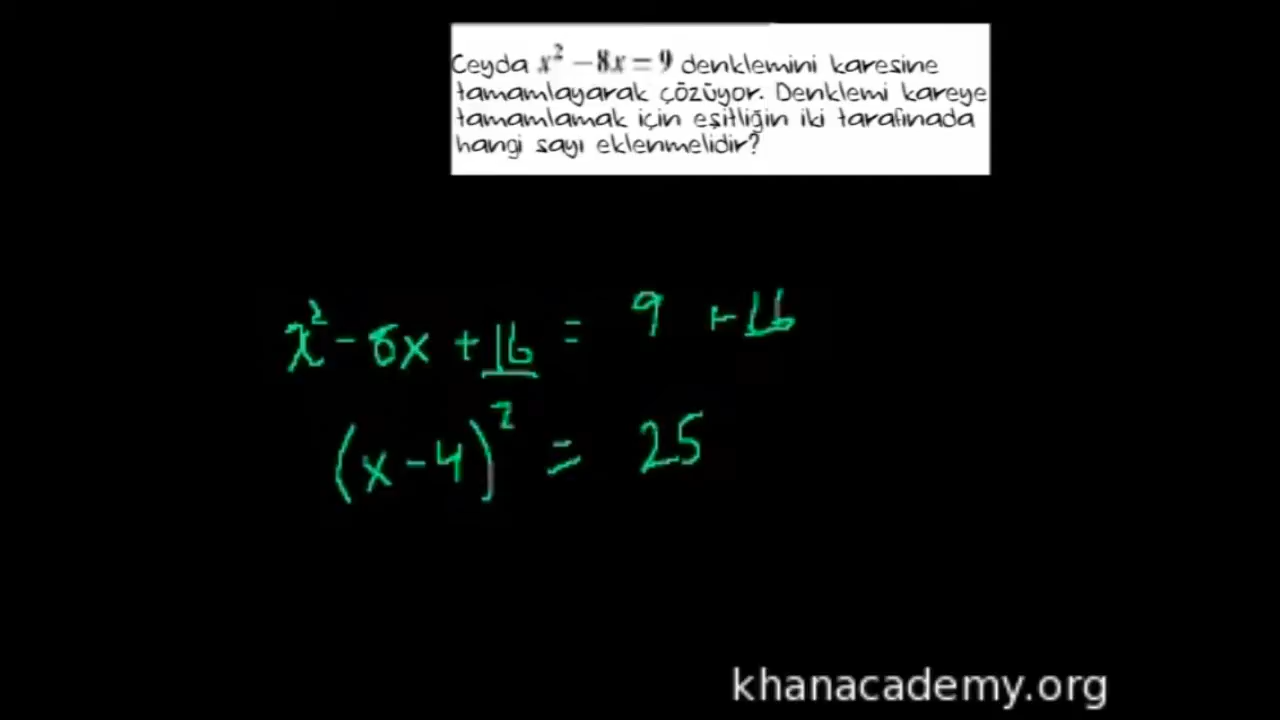 Ceyda x² − 8x = 9 denklemini karesine
tamamlayarak çözüyor. Denklemi kareye
tamamlamak için eşitliğin iki tarafınada
hangi sayı eklenmelidir?
x² - 8x + 16 = 9 + 16
(x - 4)² = 25
khanacademy.org